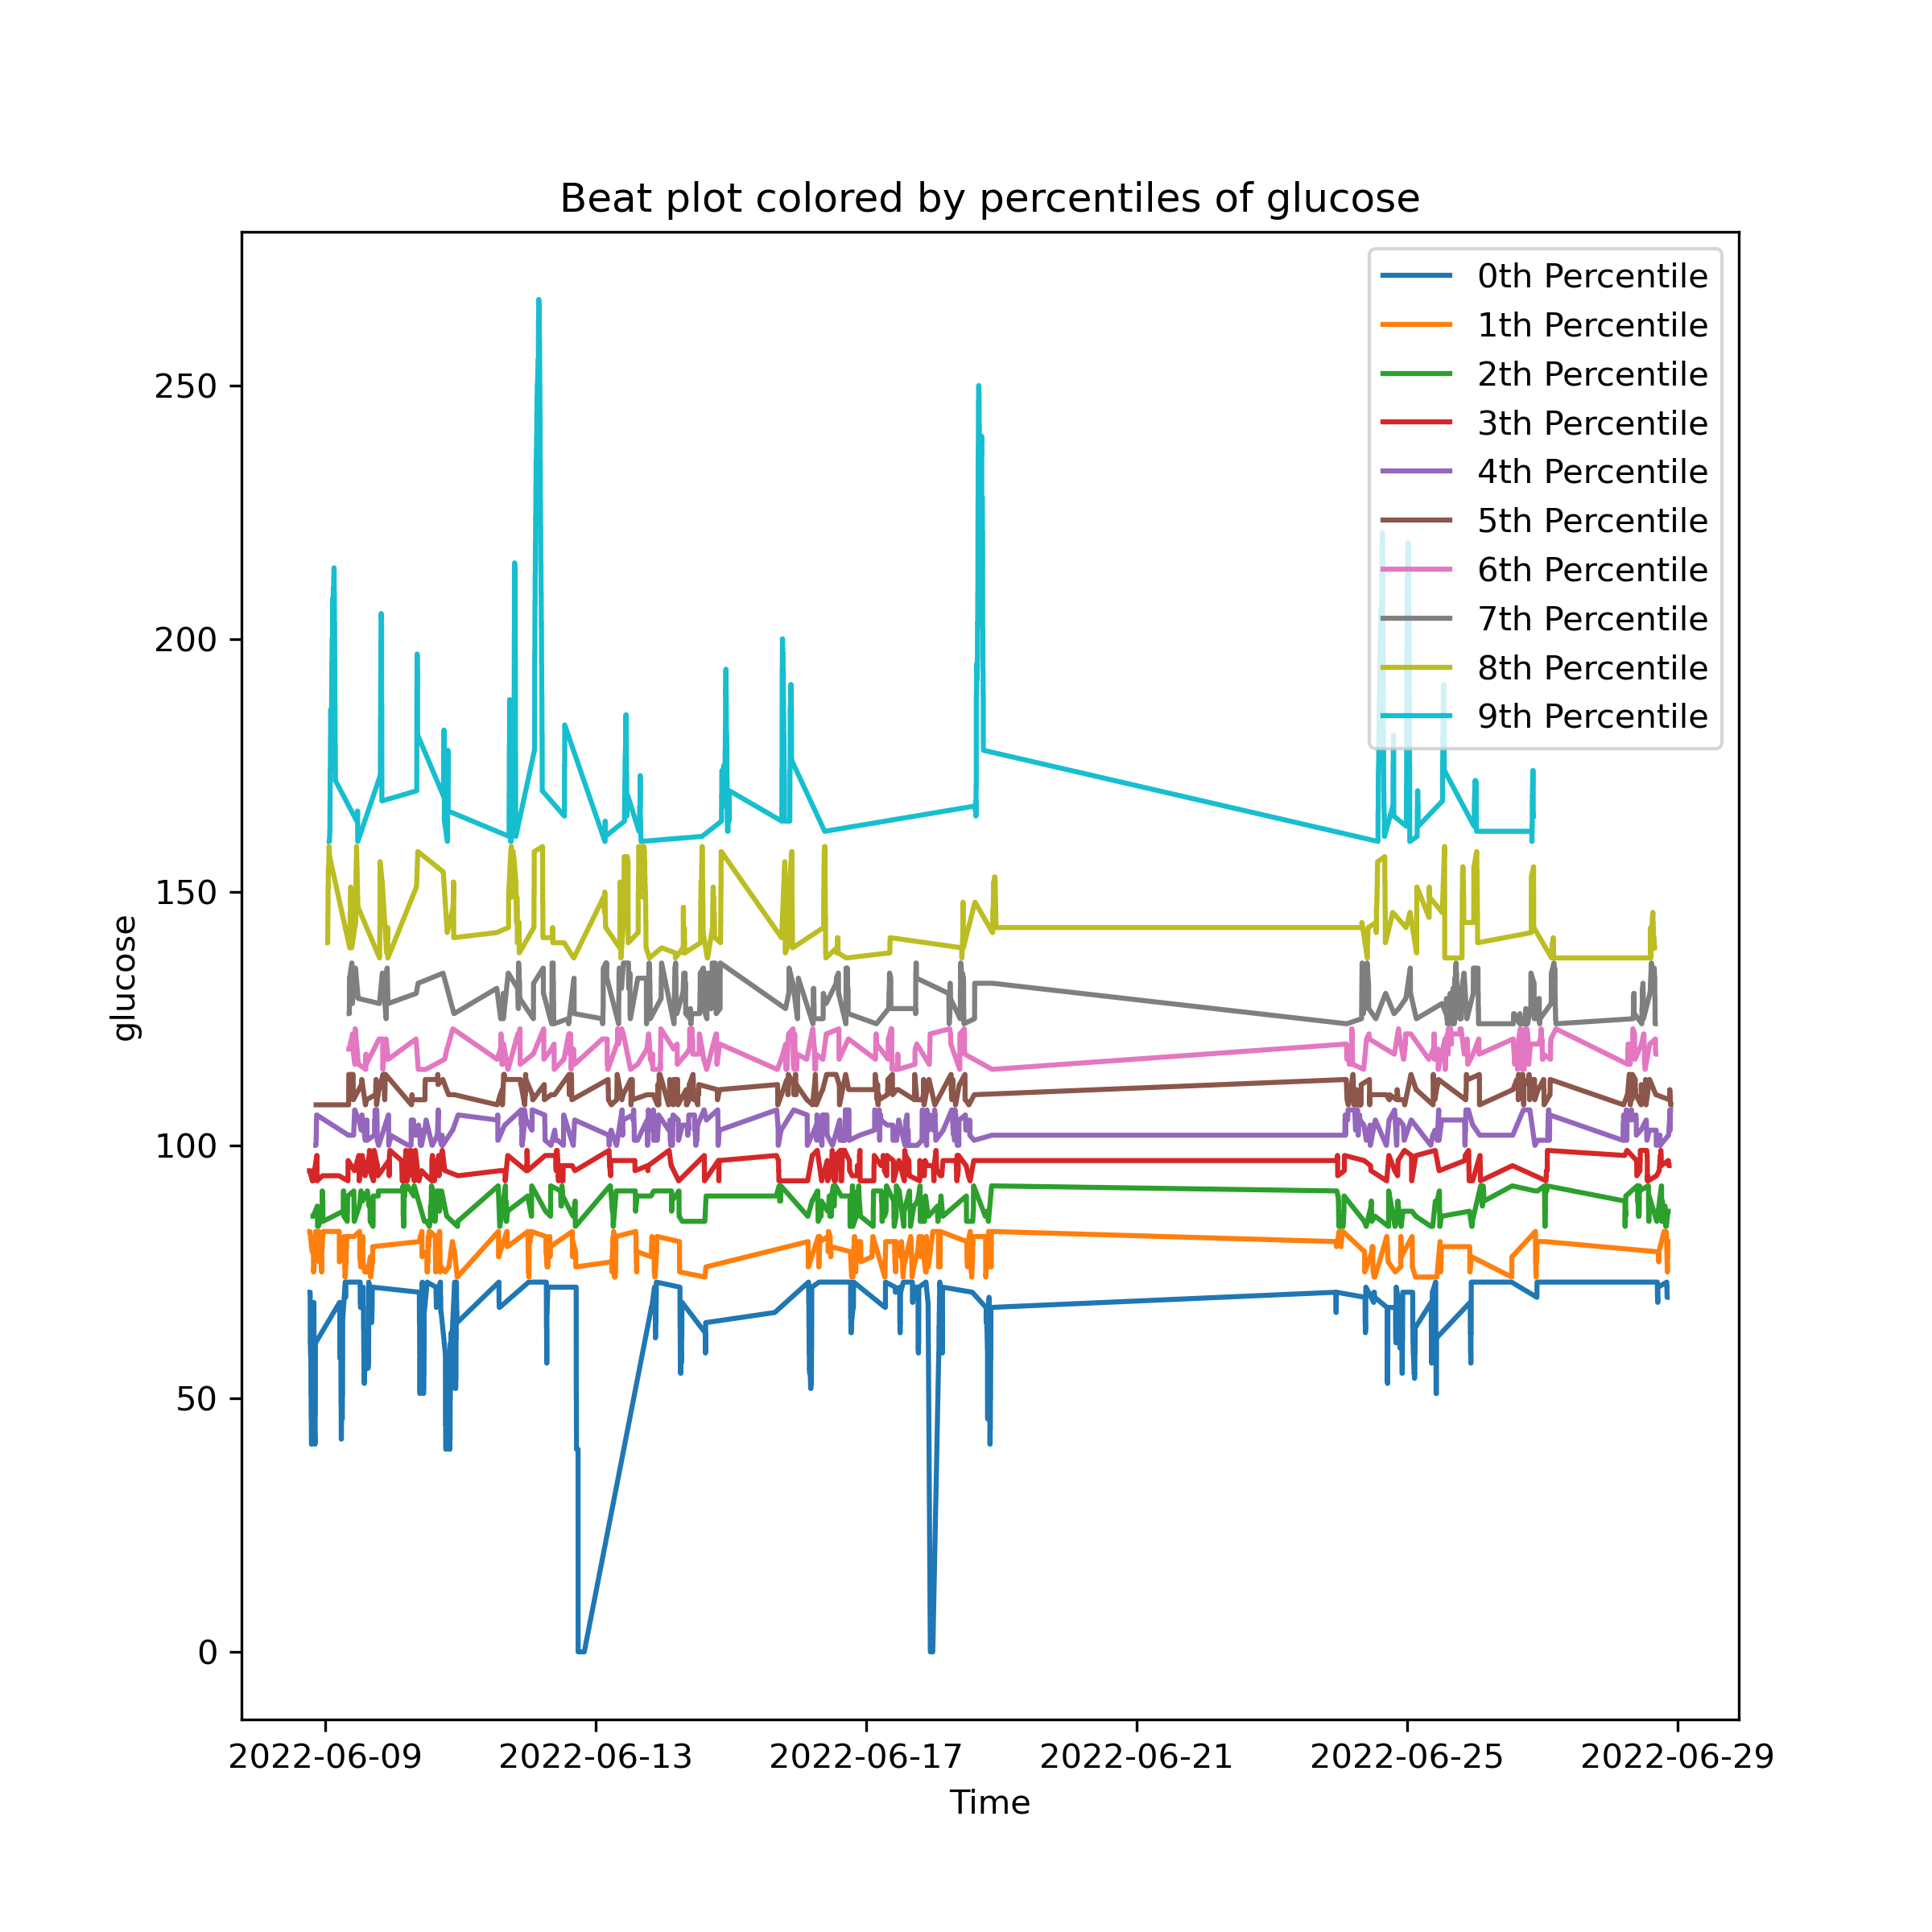 Beat plot colored by percentiles of glucose
0th Percentile
1th Percentile
2th Percentile
3th Percentile
4th Percentile
5th Percentile
6th Percentile
7th Percentile
8th Percentile
9th Percentile
250
200
150
100
50
0
glucose
2022-06-09 2022-06-13 2022-06-17 2022-06-21 2022-06-25 2022-06-29
Time